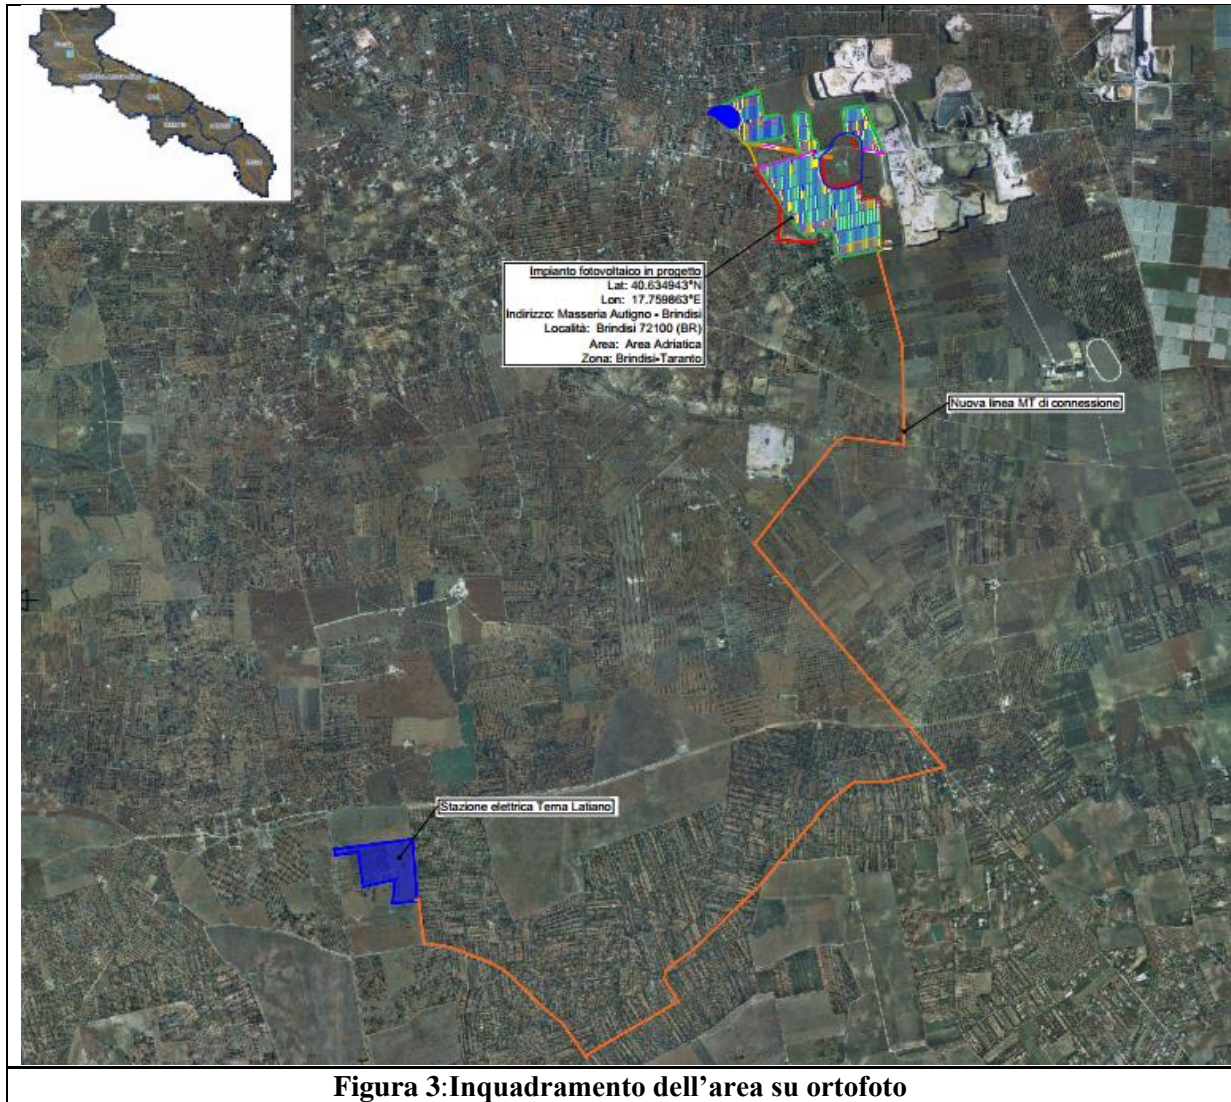 Impianto fotovoltaico in progetto
Lat: 40.634943°N
Lon: 17.759863°E
Indirizzo: Masseria Autigno - Brindisi
Località: Brindisi 72100 (BR)
Area: Area Adriatica
Zona: Brindisi-Taranto
Nuova linea MT di connessione
Stazione elettrica Terna Latiano
Figura 3:Inquadramento dell'area su ortofoto